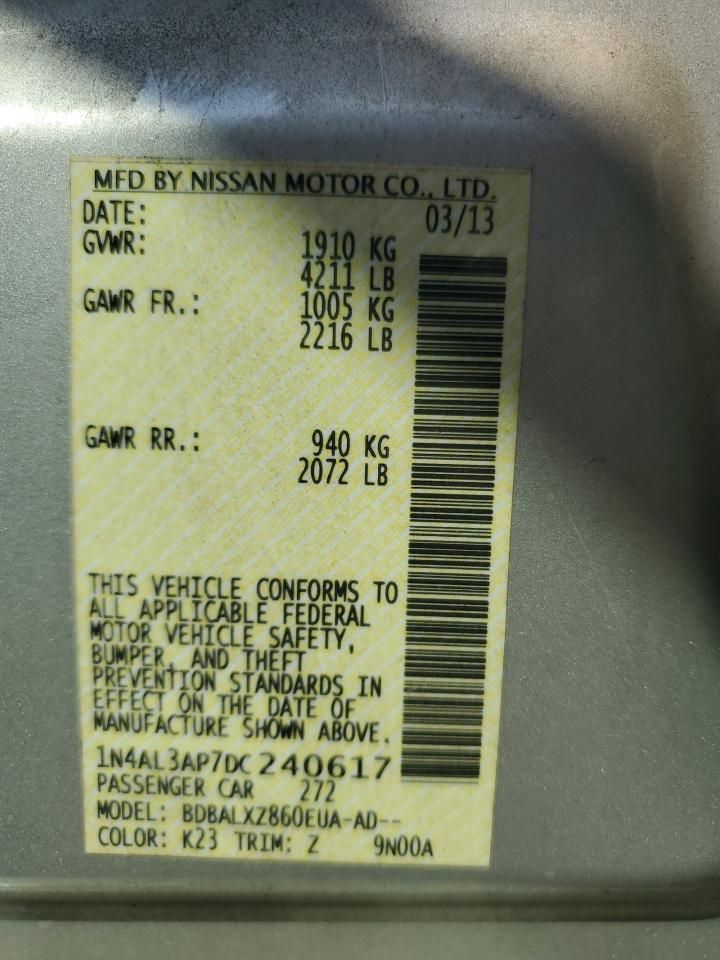 MFD BY NISSAN MOTOR CO., LTD.
DATE: 03/13
GVWR: 1910 KG
4211 LB
GAWR FR.: 1005 KG
2216 LB
GAWR RR.: 940 KG
2072 LB
THIS VEHICLE CONFORMS TO
ALL APPLICABLE FEDERAL
MOTOR VEHICLE SAFETY,
BUMPER, AND THEFT
PREVENTION STANDARDS IN
EFFECT ON THE DATE OF
MANUFACTURE SHOWN ABOVE.
1N4AL3AP7DC240617
PASSENGER CAR 272
MODEL: BDBALXZ860EUA-AD--
COLOR: K23 TRIM: Z 9N00A